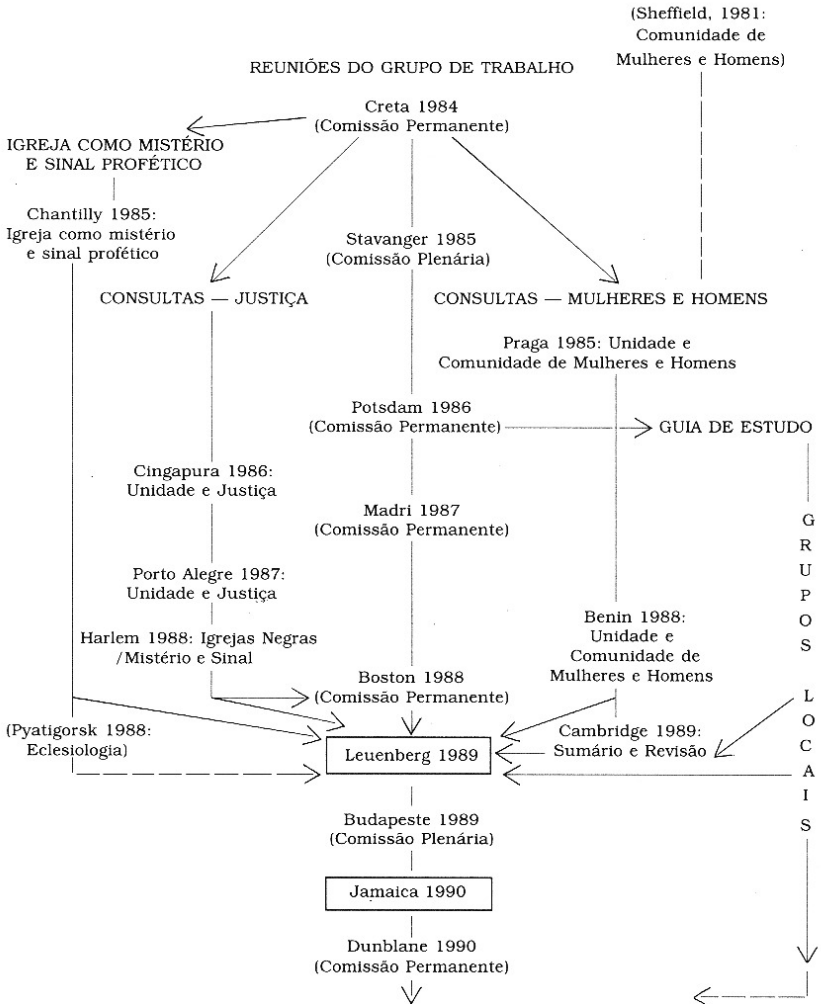 (Sheffield, 1981:
Comunidade de
Mulheres e Homens)
REUNIÕES DO GRUPO DE TRABALHO
Creta 1984
(Comissão Permanente)
IGREJA COMO MISTÉRIO
E SINAL PROFÉTICO
Chantilly 1985:
Igreja como mistério
e sinal profético
Stavanger 1985
(Comissão Plenária)
CONSULTAS — JUSTIÇA
CONSULTAS — MULHERES E HOMENS
Praga 1985: Unidade e
Comunidade de Mulheres e Homens
Potsdam 1986
(Comissão Permanente)
GUIA DE ESTUDO
Cingapura 1986:
Unidade e Justiça
Madri 1987
(Comissão Permanente)
Porto Alegre 1987:
Unidade e Justiça
Harlem 1988: Igrejas Negras
/Mistério e Sinal
Benin 1988:
Unidade e
Comunidade de
Mulheres e Homens
Boston 1988
(Comissão Permanente)
GRUPOS LOCAIS
(Pyatigorsk 1988:
Eclesiologia)
Leuenberg 1989
Cambridge 1989:
Sumário e Revisão
Budapeste 1989
(Comissão Plenária)
Jamaica 1990
Dunblane 1990
(Comissão Permanente)